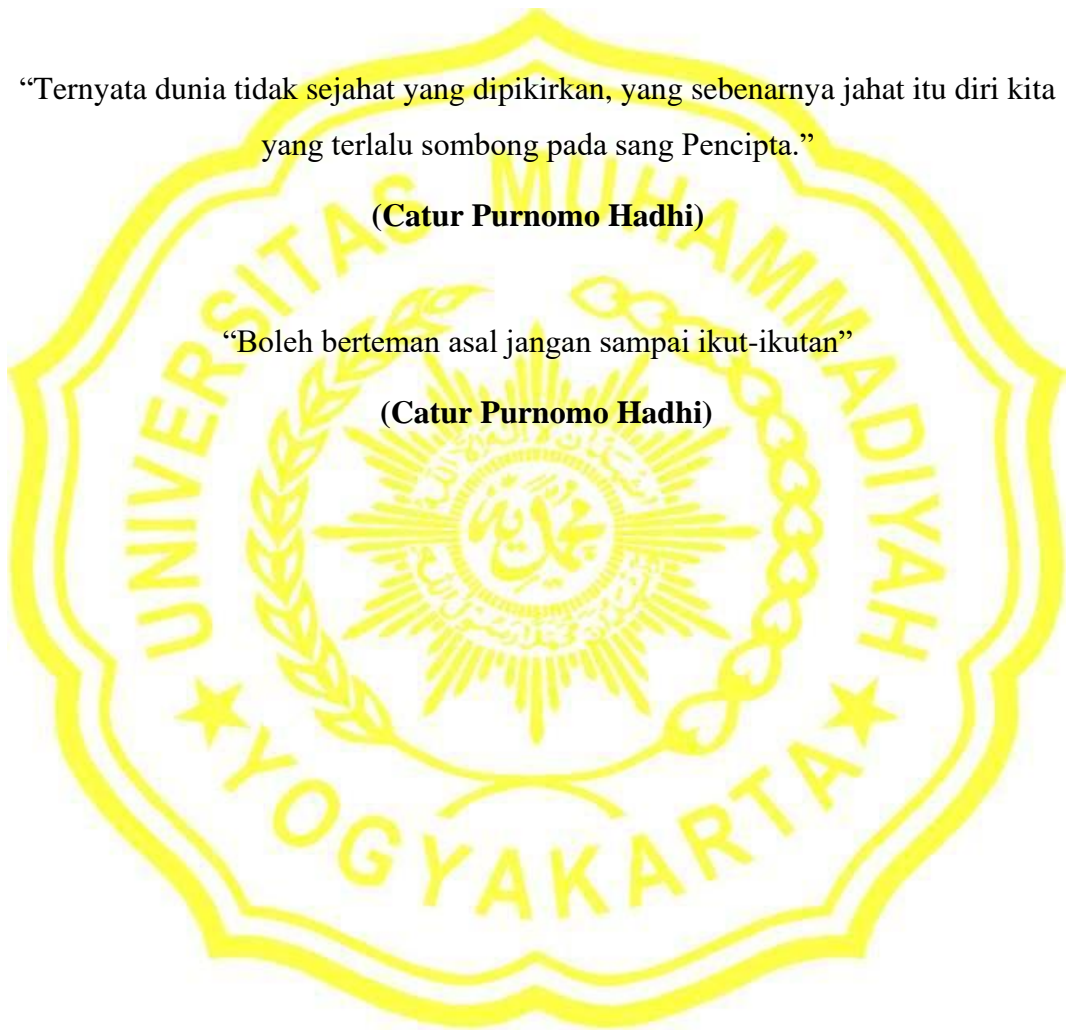 “Ternyata dunia tidak sejahat yang dipikirkan, yang sebenarnya jahat itu diri kita
yang terlalu sombong pada sang Pencipta.”
(Catur Purnomo Hadhi)
“Boleh berteman asal jangan sampai ikut-ikutan”
(Catur Purnomo Hadhi)
UNIVERSITAS MUHAMMADIYAH
محمدية
YOGYAKARTA